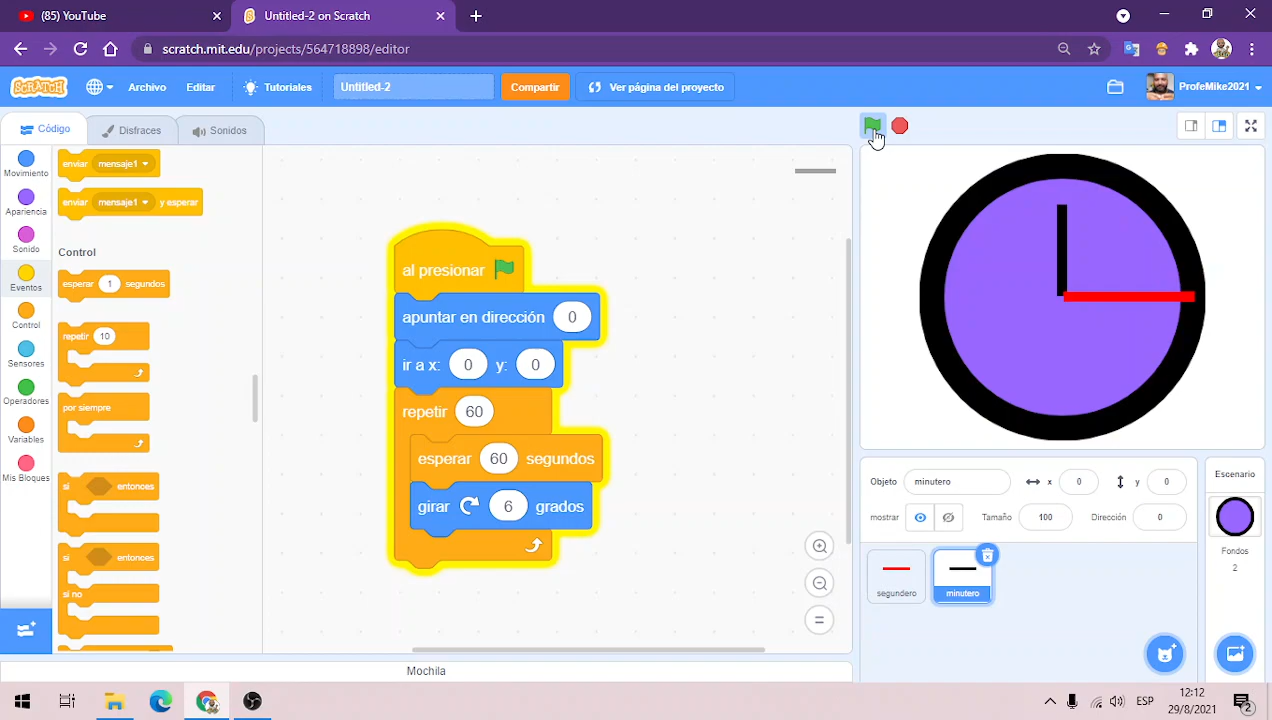 (85) YouTube
Untitled-2 on Scratch
scratch.mit.edu/projects/564718898/editor
SCRATCH
Archivo
Editar
Tutoriales
Untitled-2
Compartir
Ver página del proyecto
ProfeMike2021
Código
Disfraces
Sonidos
Movimiento
Apariencia
Sonido
Eventos
Control
Sensores
Operadores
Variables
Mis Bloques
enviar mensaje1
enviar mensaje1 y esperar
Control
esperar 1 segundos
repetir 10
por siempre
si entonces
si entonces
si no
al presionar
apuntar en dirección 0
ir a x: 0 y: 0
repetir 60
esperar 60 segundos
girar 6 grados
Objeto minutero x 0 y 0
mostrar Tamaño 100 Dirección 0
segundero
minutero
Escenario
Fondos
2
Mochila
ESP
12:12
29/8/2021
2